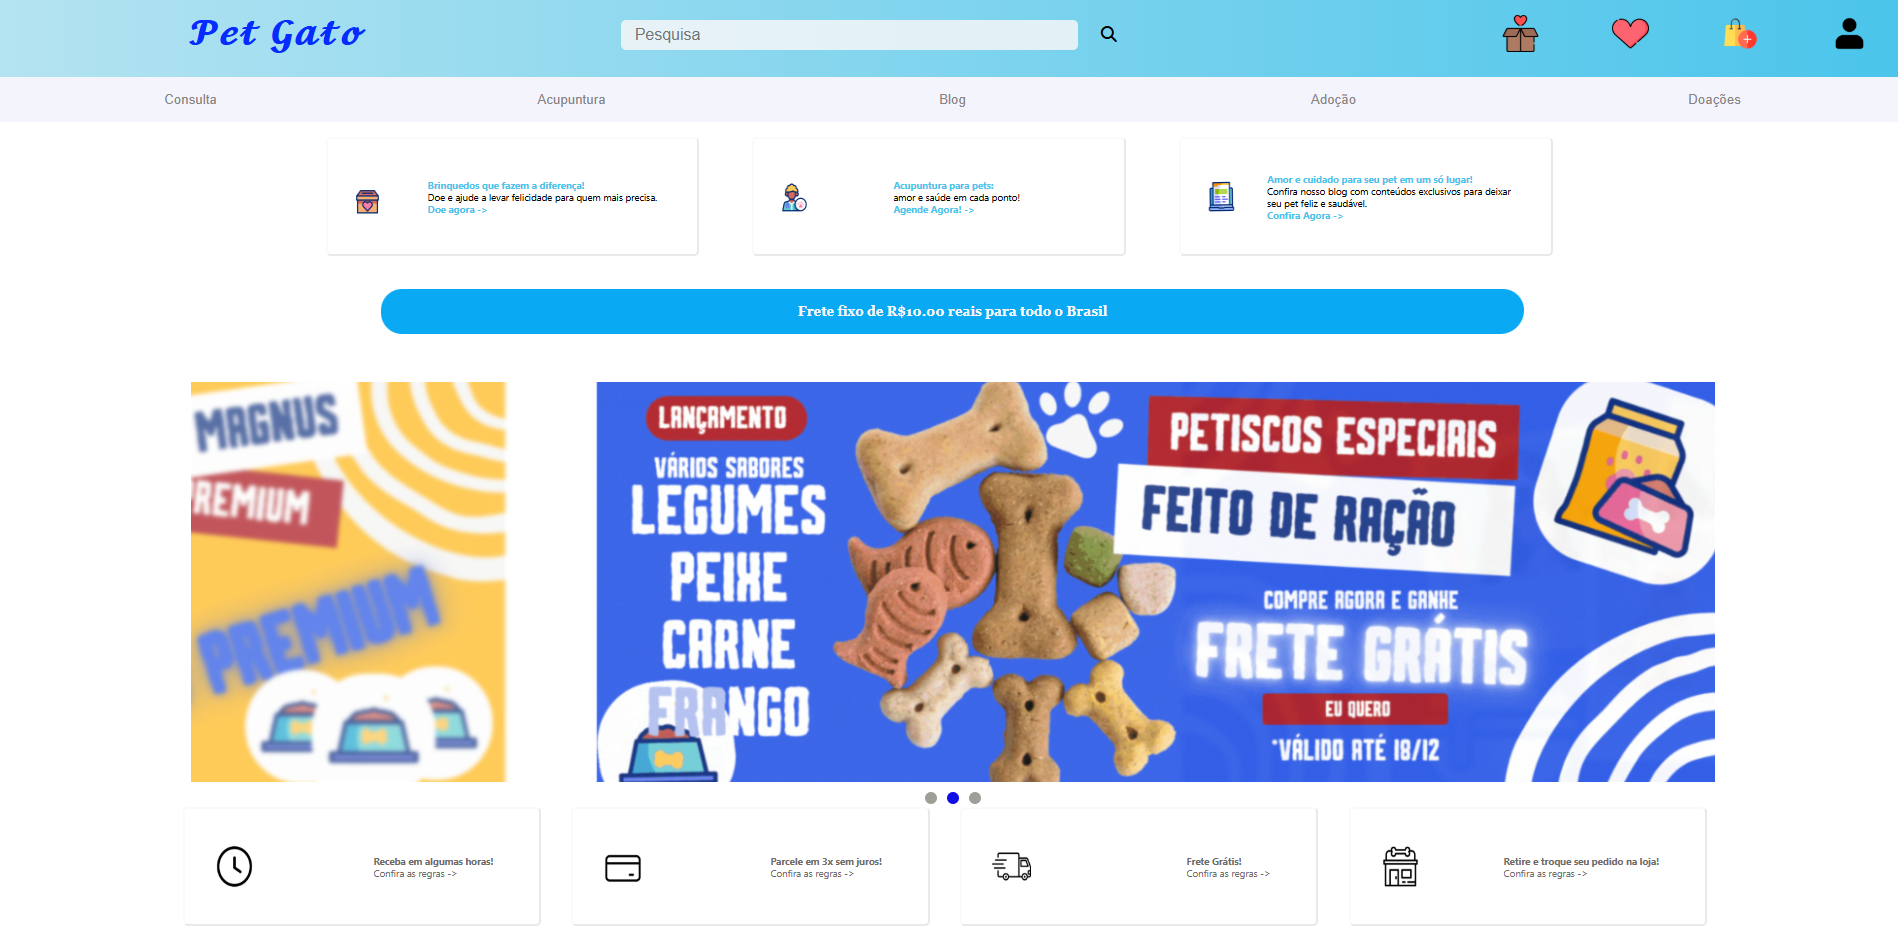 Pet Gato
Pesquisa
Consulta
Acupuntura
Blog
Adoção
Doações
Brinquedos que fazem a diferença!
Doe e ajude a levar felicidade para quem mais precisa.
Doe agora ->
Acupuntura para pets:
amor e saúde em cada ponto!
Agende Agora! ->
Amor e cuidado para seu pet em um só lugar!
Confira nosso blog com conteúdos exclusivos para deixar
seu pet feliz e saudável.
Confira Agora ->
Frete fixo de R$10.00 reais para todo o Brasil
MAGNUS
PREMIUM
PREMIUM
LANÇAMENTO
VÁRIOS SABORES
LEGUMES
PEIXE
CARNE
FRANGO
PETISCOS ESPECIAIS
FEITO DE RAÇÃO
COMPRE AGORA E GANHE
FRETE GRÁTIS
EU QUERO
*VÁLIDO ATÉ 18/12
Receba em algumas horas!
Confira as regras ->
Parcele em 3x sem juros!
Confira as regras ->
Frete Grátis!
Confira as regras ->
Retire e troque seu pedido na loja!
Confira as regras ->